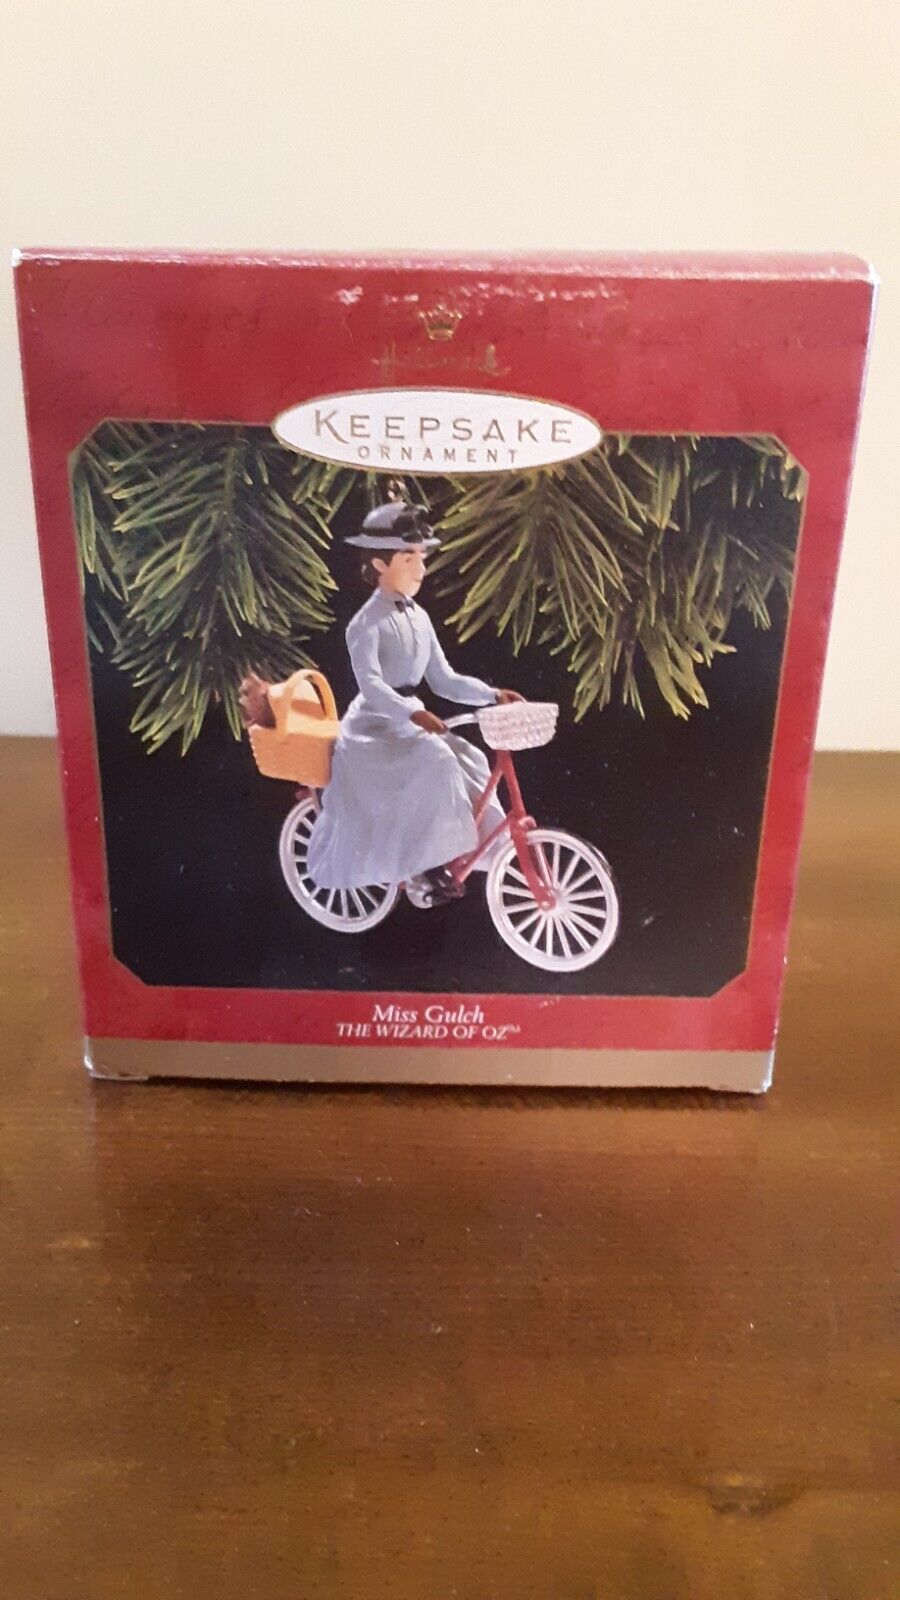 Hallmark
KEEPSAKE
ORNAMENT
Miss Gulch
THE WIZARD OF OZ™